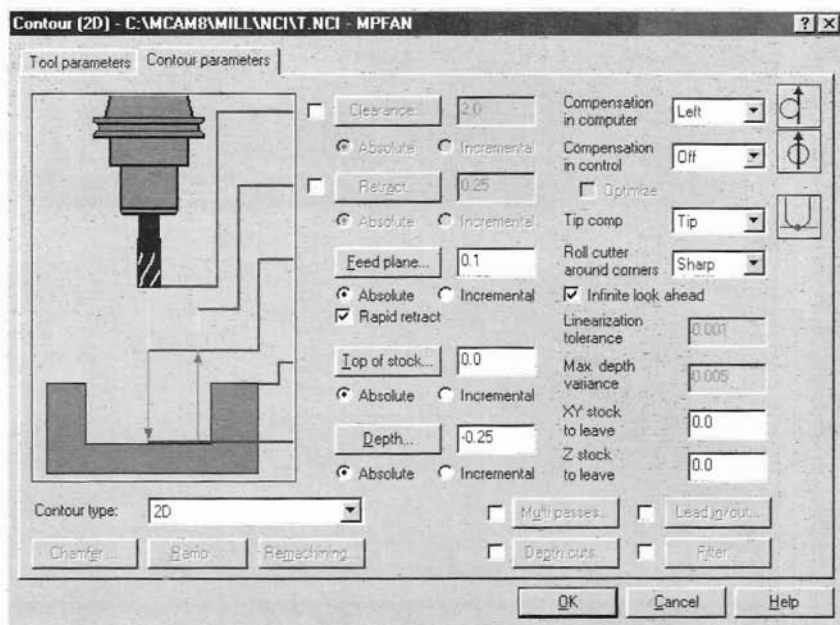 Contour (2D) - C:\MCAM8\MILL\NCI\T.NCI - MPFAN
Tool parameters
Contour parameters
Clearance...
2.0
Absolute
Incremental
Retract...
0.25
Absolute
Incremental
Feed plane...
0.1
Absolute
Incremental
Rapid retract
Top of stock...
0.0
Absolute
Incremental
Depth...
-0.25
Absolute
Incremental
Compensation
in computer
Left
Compensation
in control
Off
Optimize
Tip comp
Tip
Roll cutter
around corners
Sharp
Infinite look ahead
Linearization
tolerance
0.001
Max. depth
variance
0.005
XY stock
to leave
0.0
Z stock
to leave
0.0
Contour type:
2D
Chamfer...
Ramp...
Remachining...
Multi passes...
Lead in/out...
Depth cuts...
Filter...
OK
Cancel
Help